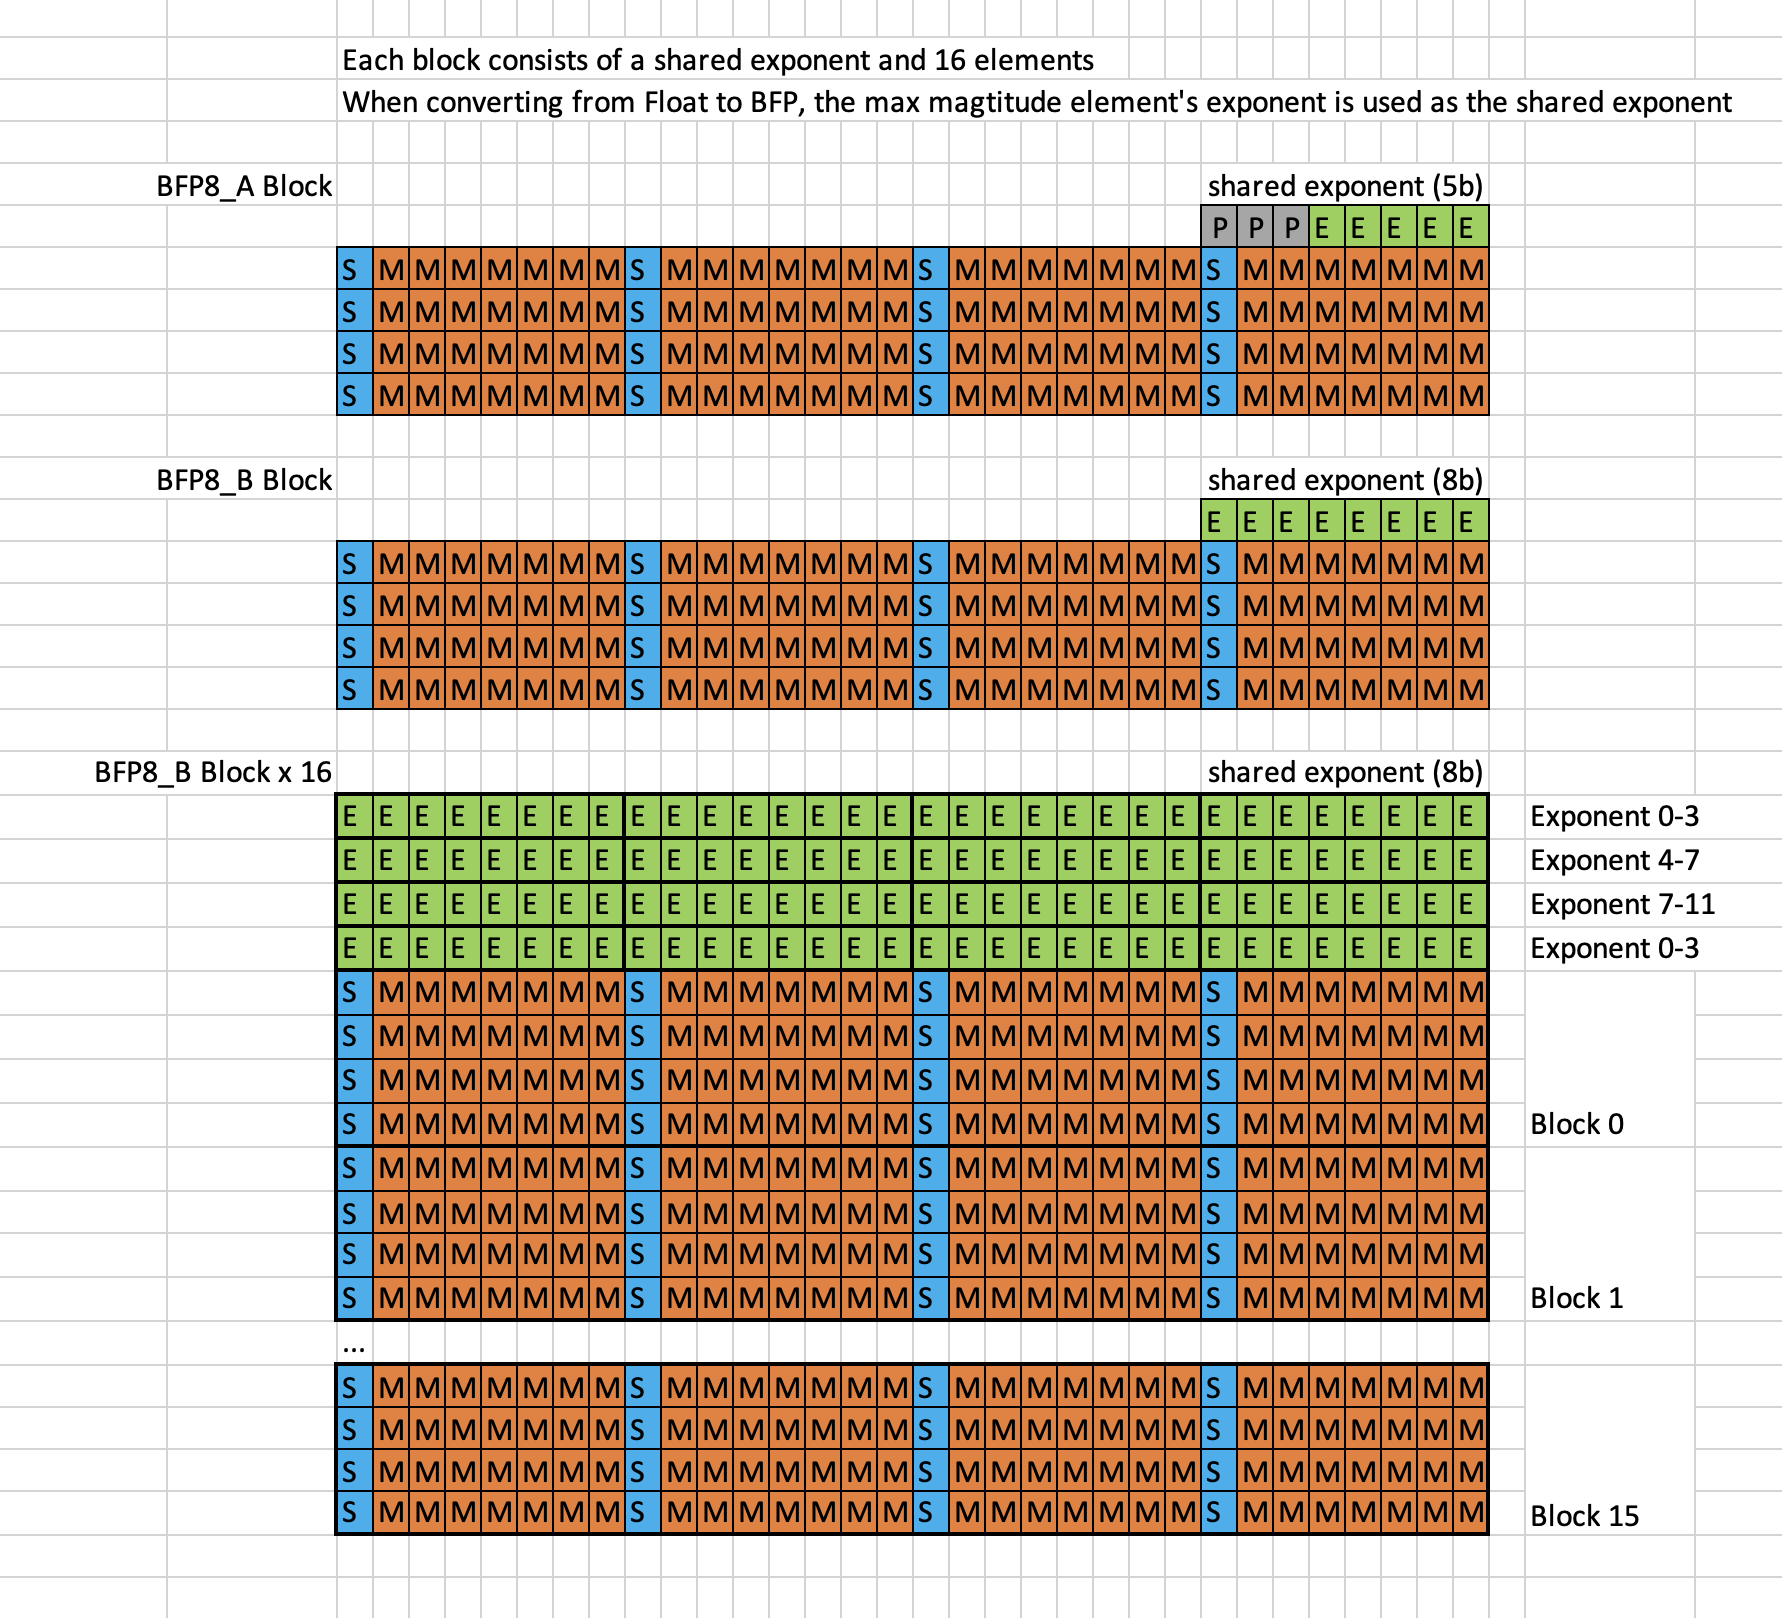 Each block consists of a shared exponent and 16 elements
When converting from Float to BFP, the max magtitude element's exponent is used as the shared exponent
BFP8_A Block shared exponent (5b)
P P P E E E E E
S M M M M M M M S M M M M M M M S M M M M M M M S M M M M M M M
S M M M M M M M S M M M M M M M S M M M M M M M S M M M M M M M
S M M M M M M M S M M M M M M M S M M M M M M M S M M M M M M M
S M M M M M M M S M M M M M M M S M M M M M M M S M M M M M M M
BFP8_B Block shared exponent (8b)
E E E E E E E E
S M M M M M M M S M M M M M M M S M M M M M M M S M M M M M M M
S M M M M M M M S M M M M M M M S M M M M M M M S M M M M M M M
S M M M M M M M S M M M M M M M S M M M M M M M S M M M M M M M
S M M M M M M M S M M M M M M M S M M M M M M M S M M M M M M M
BFP8_B Block x 16 shared exponent (8b)
E E E E E E E E E E E E E E E E E E E E E E E E E E E E E E E E Exponent 0-3
E E E E E E E E E E E E E E E E E E E E E E E E E E E E E E E E Exponent 4-7
E E E E E E E E E E E E E E E E E E E E E E E E E E E E E E E E Exponent 7-11
E E E E E E E E E E E E E E E E E E E E E E E E E E E E E E E E Exponent 0-3
S M M M M M M M S M M M M M M M S M M M M M M M S M M M M M M M
S M M M M M M M S M M M M M M M S M M M M M M M S M M M M M M M
S M M M M M M M S M M M M M M M S M M M M M M M S M M M M M M M
S M M M M M M M S M M M M M M M S M M M M M M M S M M M M M M M Block 0
S M M M M M M M S M M M M M M M S M M M M M M M S M M M M M M M
S M M M M M M M S M M M M M M M S M M M M M M M S M M M M M M M
S M M M M M M M S M M M M M M M S M M M M M M M S M M M M M M M
S M M M M M M M S M M M M M M M S M M M M M M M S M M M M M M M Block 1
...
S M M M M M M M S M M M M M M M S M M M M M M M S M M M M M M M
S M M M M M M M S M M M M M M M S M M M M M M M S M M M M M M M
S M M M M M M M S M M M M M M M S M M M M M M M S M M M M M M M
S M M M M M M M S M M M M M M M S M M M M M M M S M M M M M M M Block 15